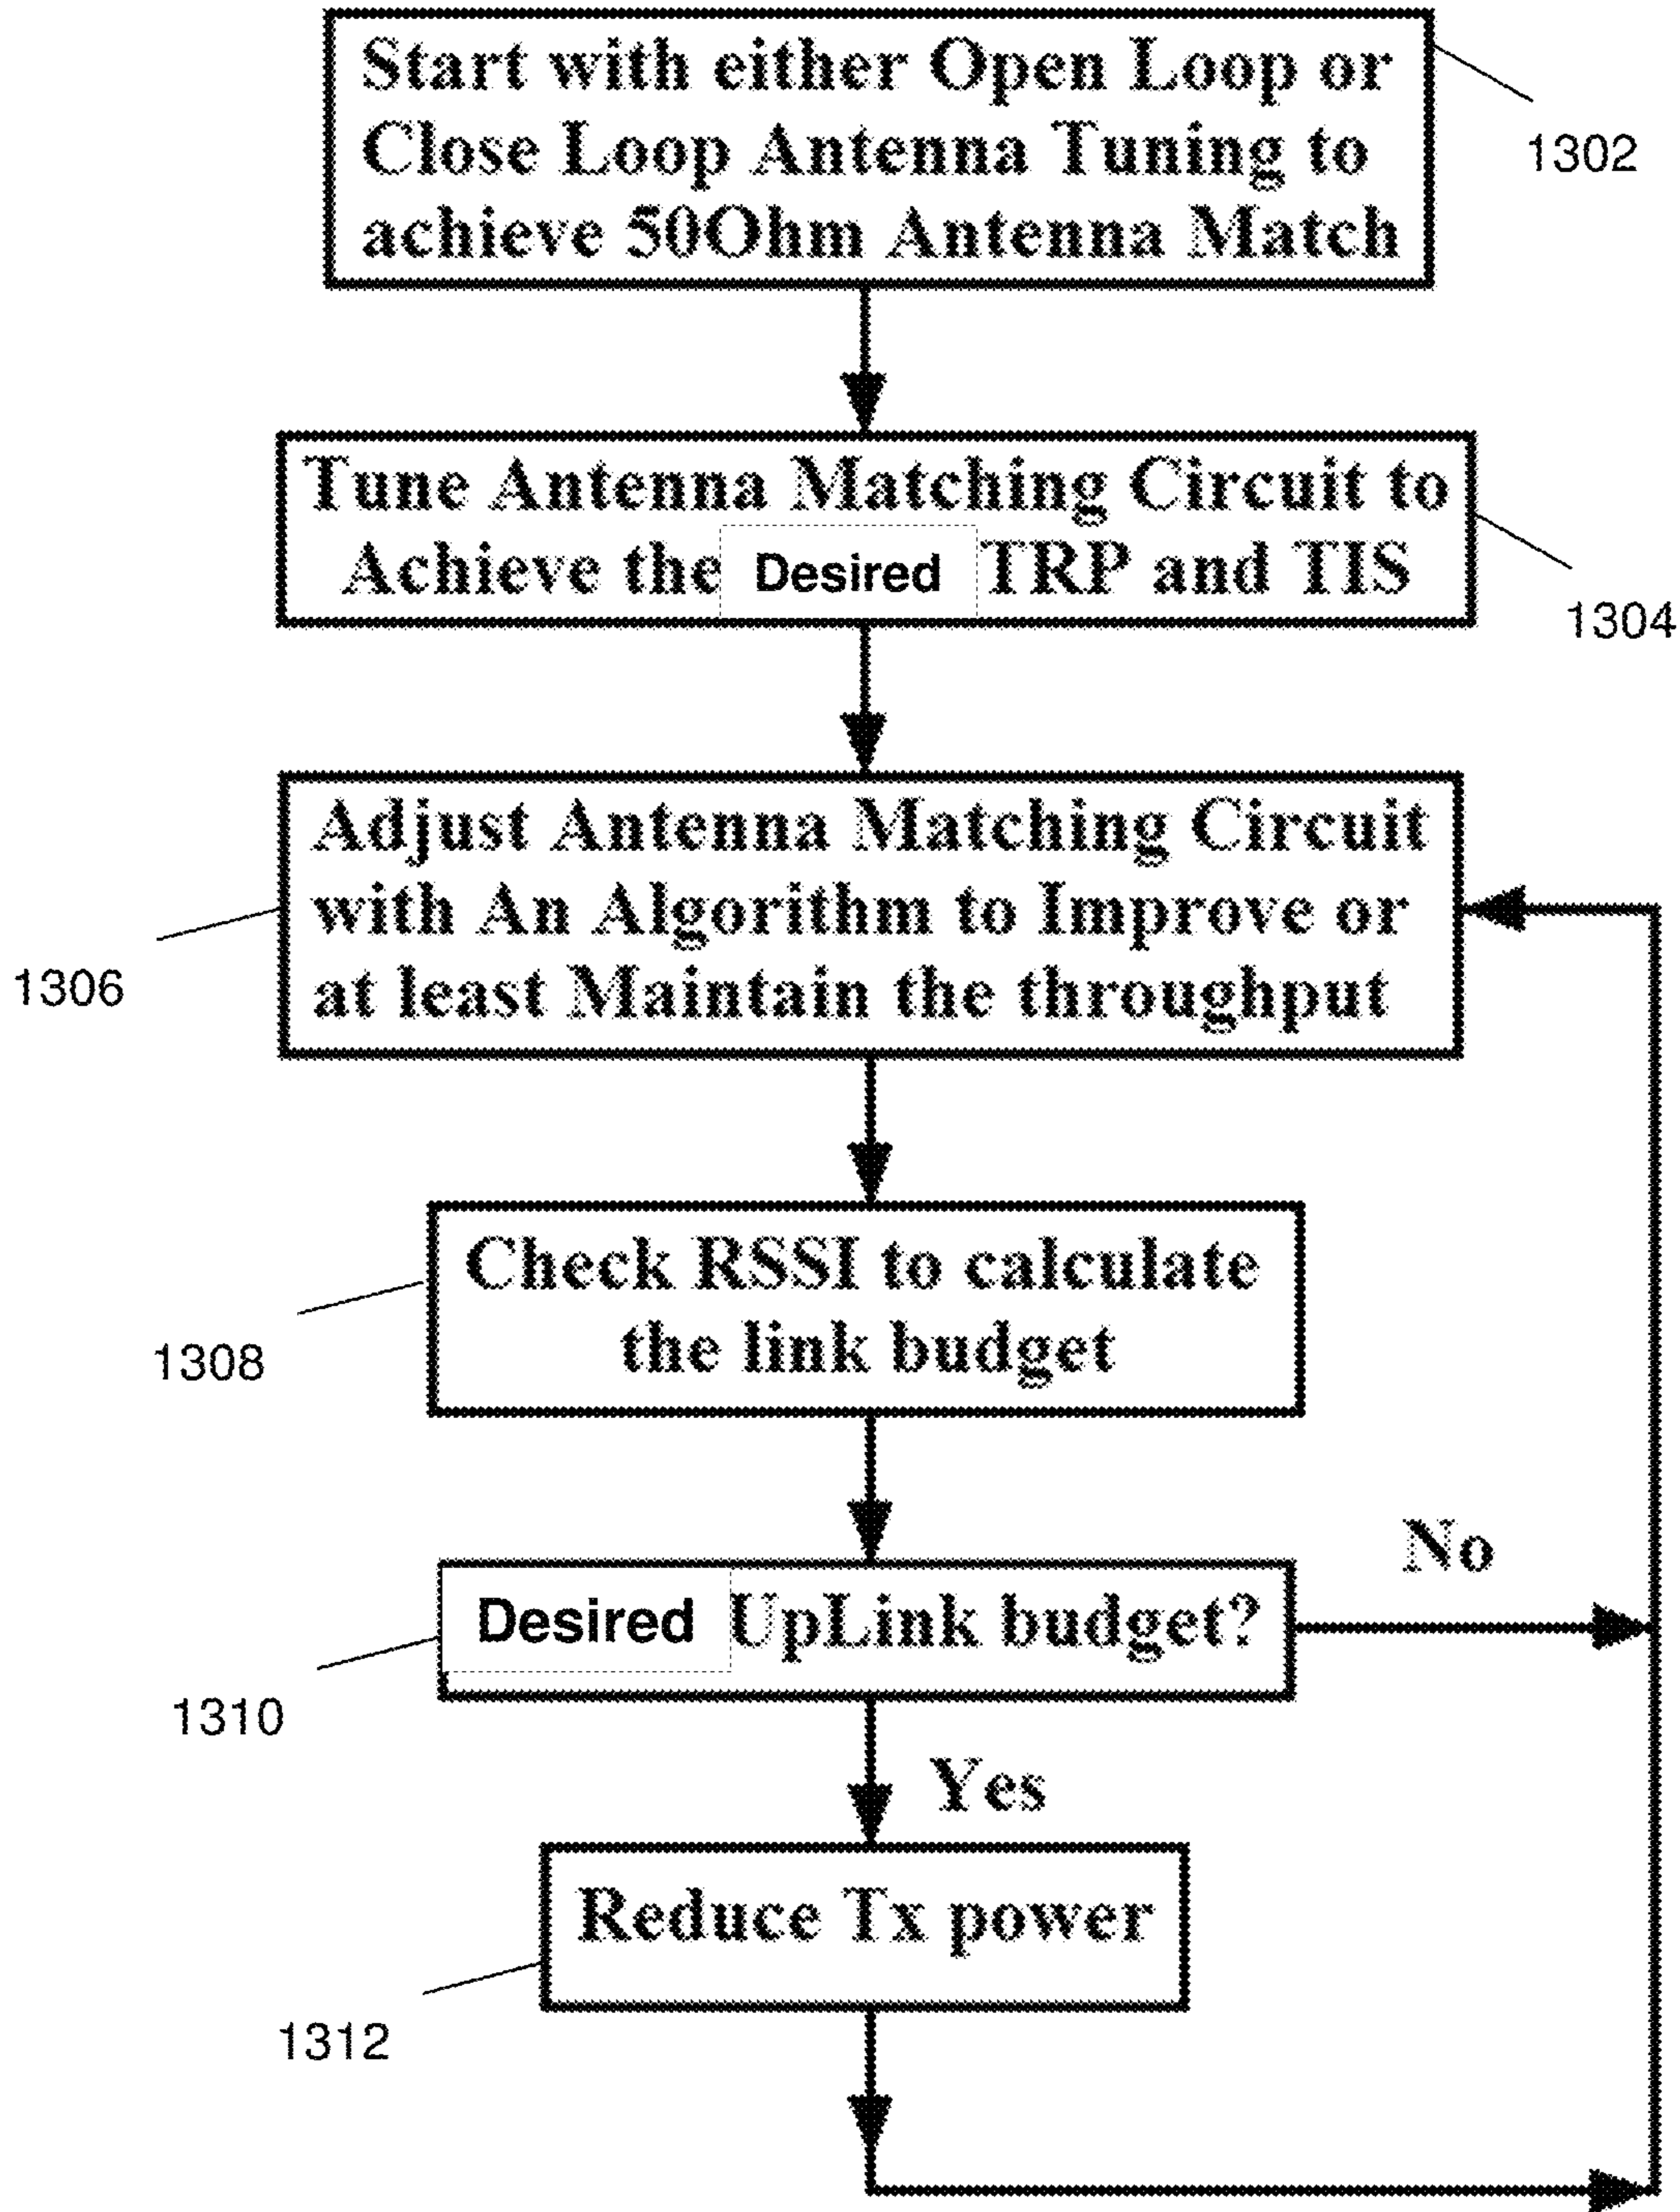 Start with either Open Loop or
Close Loop Antenna Tuning to
achieve 50Ohm Antenna Match
1302
Tune Antenna Matching Circuit to
Achieve the Desired TRP and TIS
1304
Adjust Antenna Matching Circuit
with An Algorithm to Improve or
at least Maintain the throughput
1306
Check RSSI to calculate
the link budget
1308
Desired UpLink budget?
No
1310
Yes
Reduce Tx power
1312